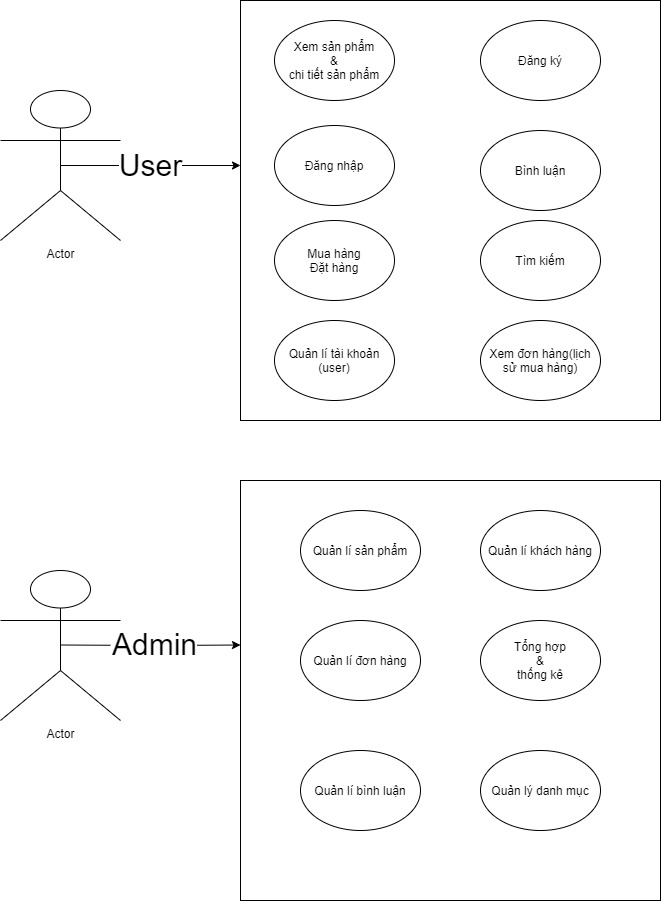 Xem sản phẩm
&
chi tiết sản phẩm
Đăng ký
User
Đăng nhập
Bình luận
Actor
Mua hàng
Đặt hàng
Tìm kiếm
Quản lí tài khoản
(user)
Xem đơn hàng(lịch
sử mua hàng)
Quản lí sản phẩm
Quản lí khách hàng
Admin
Quản lí đơn hàng
Tổng hợp
&
thống kê
Actor
Quản lí bình luận
Quản lý danh mục